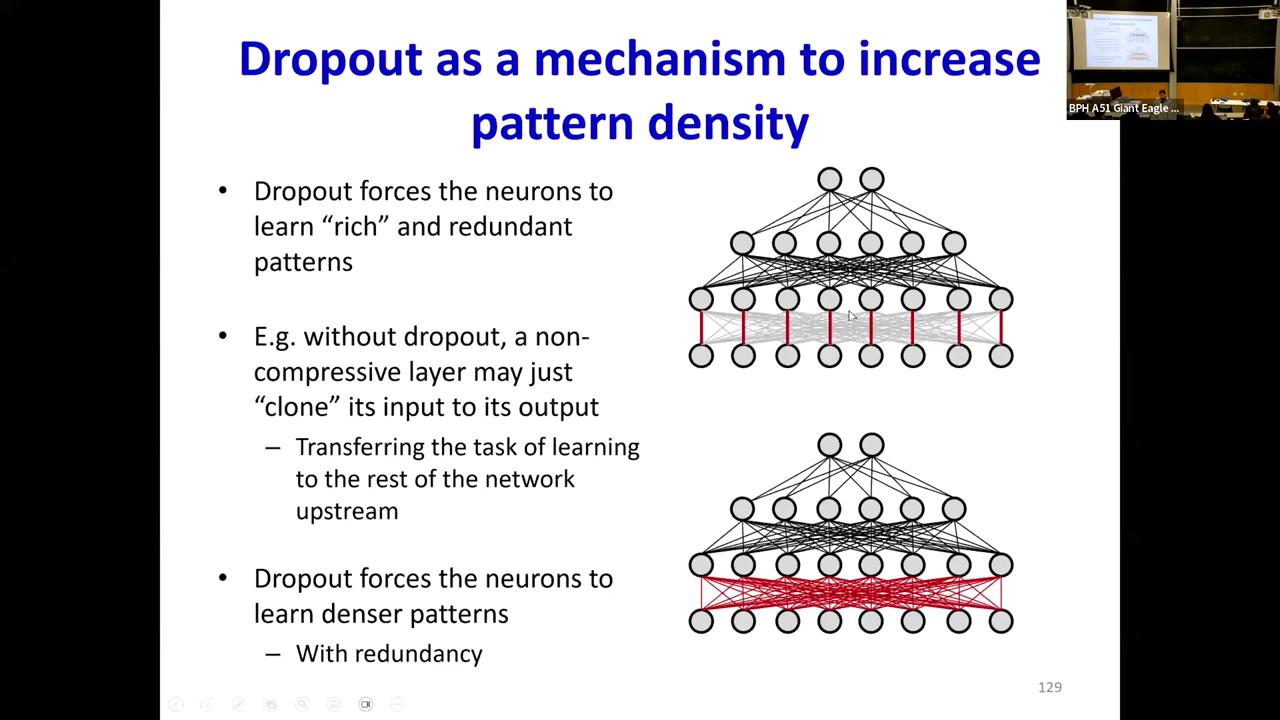 Dropout as a mechanism to increase
pattern density
• Dropout forces the neurons to
learn “rich” and redundant
patterns
• E.g. without dropout, a non-
compressive layer may just
“clone” its input to its output
– Transferring the task of learning
to the rest of the network
upstream
• Dropout forces the neurons to
learn denser patterns
– With redundancy
129
BPH A51 Giant Eagle ...